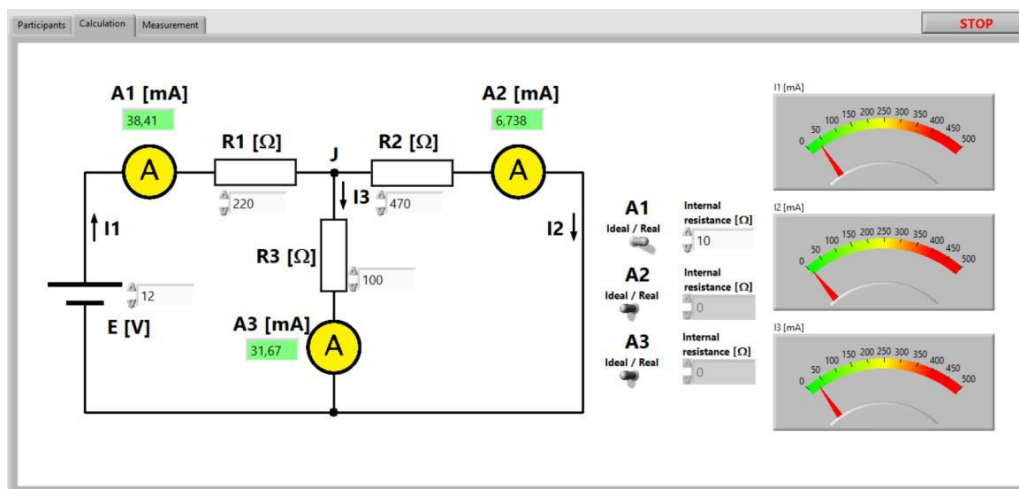 Participants Calculation Measurement
STOP
A1 [mA]
38,41
A
R1 [Ω]
220
J
R2 [Ω]
470
A2 [mA]
6,738
A
I1
I3
I2
R3 [Ω]
100
12
E [V]
A3 [mA]
31,67
A
A1
Ideal / Real
Internal
resistance [Ω]
10
A2
Ideal / Real
Internal
resistance [Ω]
0
A3
Ideal / Real
Internal
resistance [Ω]
0
I1 [mA]
0 50 100 150 200 250 300 350 400 450 500
I2 [mA]
0 50 100 150 200 250 300 350 400 450 500
I3 [mA]
0 50 100 150 200 250 300 350 400 450 500